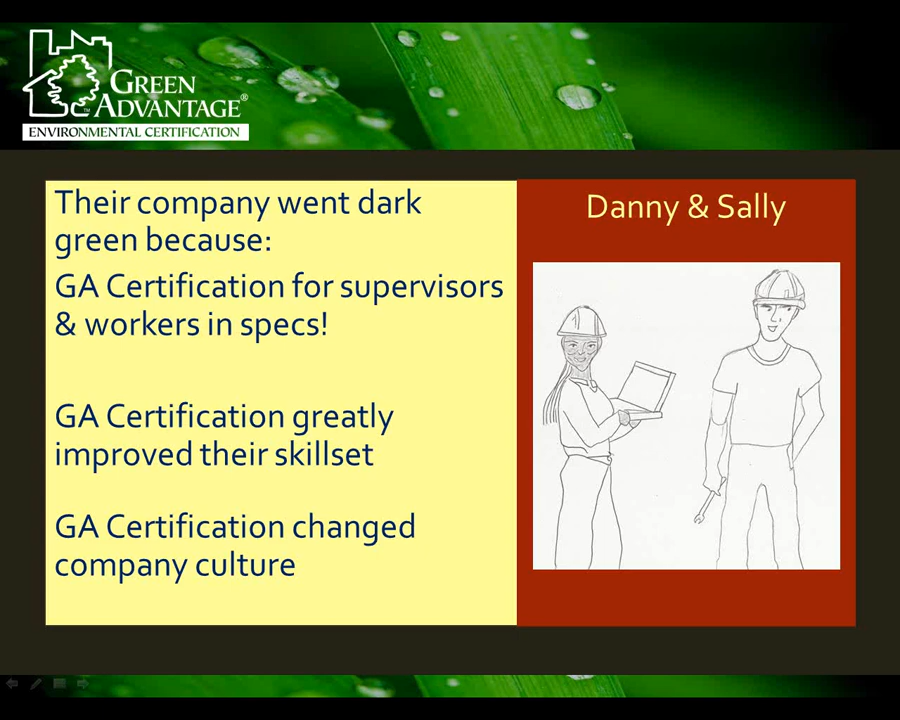 GREEN
ADVANTAGE®
™
ENVIRONMENTAL CERTIFICATION
Their company went dark
green because:
GA Certification for supervisors
& workers in specs!
GA Certification greatly
improved their skillset
GA Certification changed
company culture
Danny & Sally